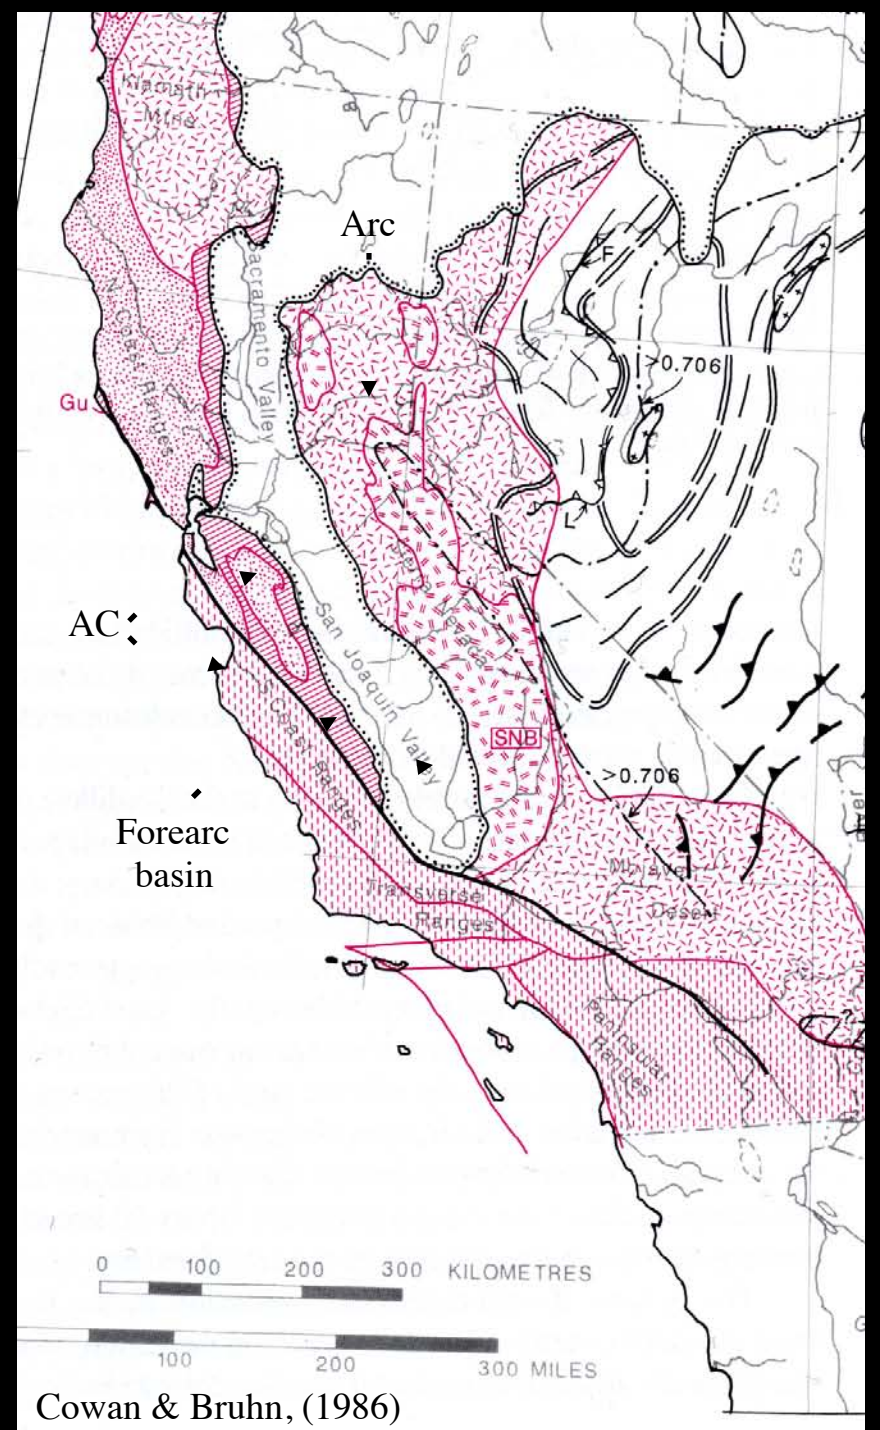 Klamath
Mtns
Arc
F
Sacramento Valley
N. Coast Ranges
>0.706
Gu
L
Sierra Nevada
AC
San Joaquin Valley
S. Coast Ranges
SNB
>0.706
Forearc
basin
River
Mojave
Desert
Transverse
Ranges
?
Peninsular
Ranges
0 100 200 300 KILOMETRES
100 200 300 MILES
Cowan & Bruhn, (1986)